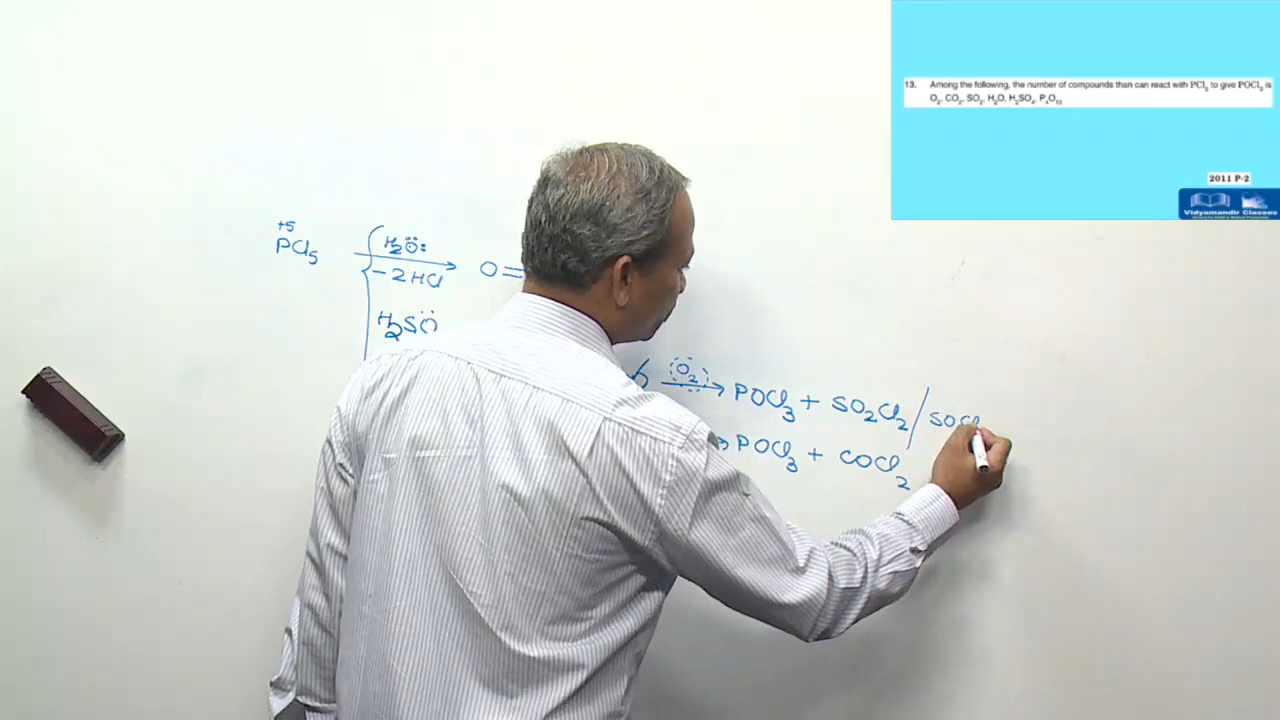 13. Among the following, the number of compounds than can react with PCl₅ to give POCl₃ is
O₂, CO₂, SO₂, H₂O, H₂SO₄, P₄O₁₀
2011 P-2
Vidyamandir Classes
+5
PCl₅
H₂O
-2HCl
O=
H₂SO
O₂
POCl₃ + SO₂Cl₂ / SOCl
POCl₃ + COCl₂